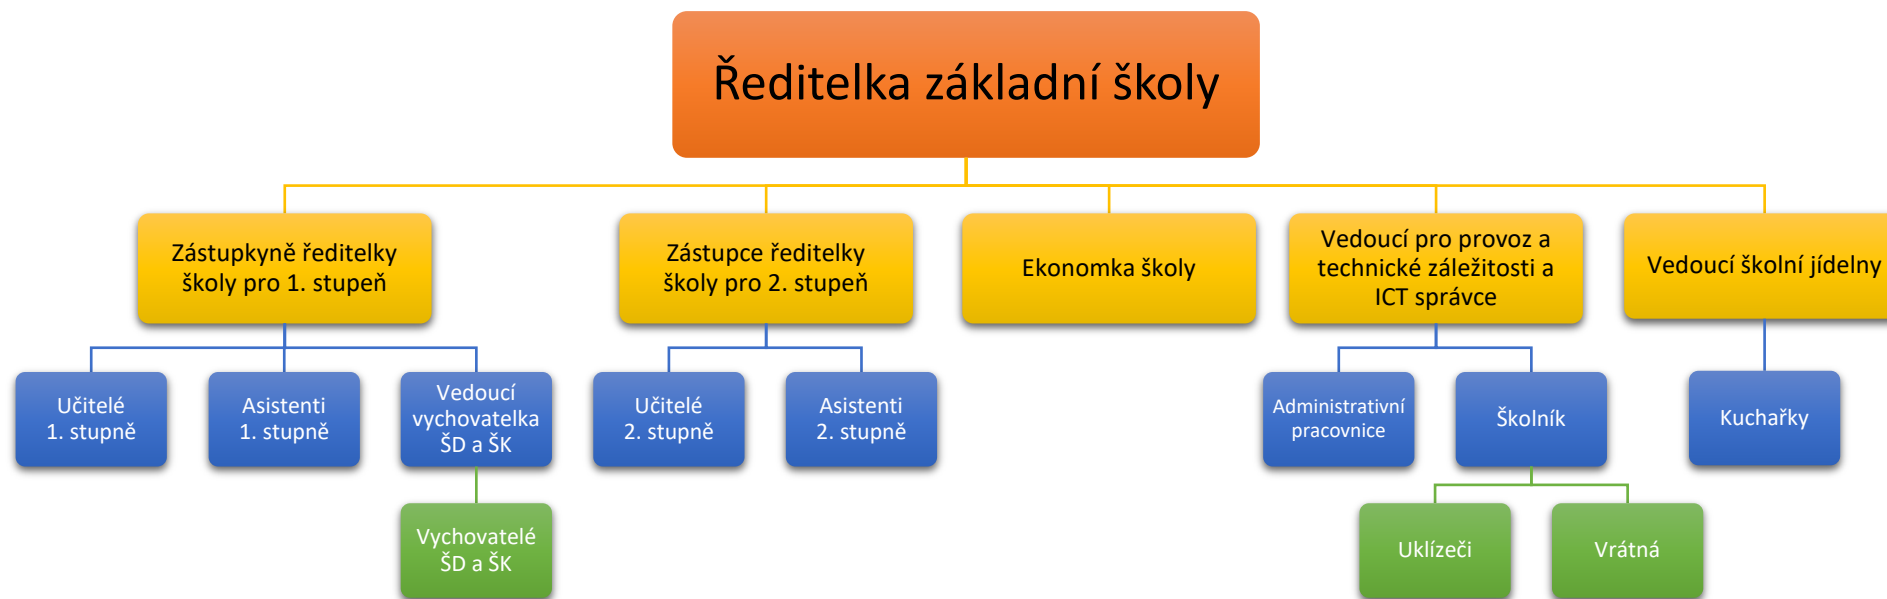 Ředitelka základní školy
Zástupkyně ředitelky
školy pro 1. stupeň
Zástupce ředitelky
školy pro 2. stupeň
Ekonomka školy
Vedoucí pro provoz a
technické záležitosti a
ICT správce
Vedoucí školní jídelny
Učitelé
1. stupně
Asistenti
1. stupně
Vedoucí
vychovatelka
ŠD a ŠK
Učitelé
2. stupně
Asistenti
2. stupně
Administrativní
pracovnice
Školník
Kuchařky
Vychovatelé
ŠD a ŠK
Uklízeči
Vrátná